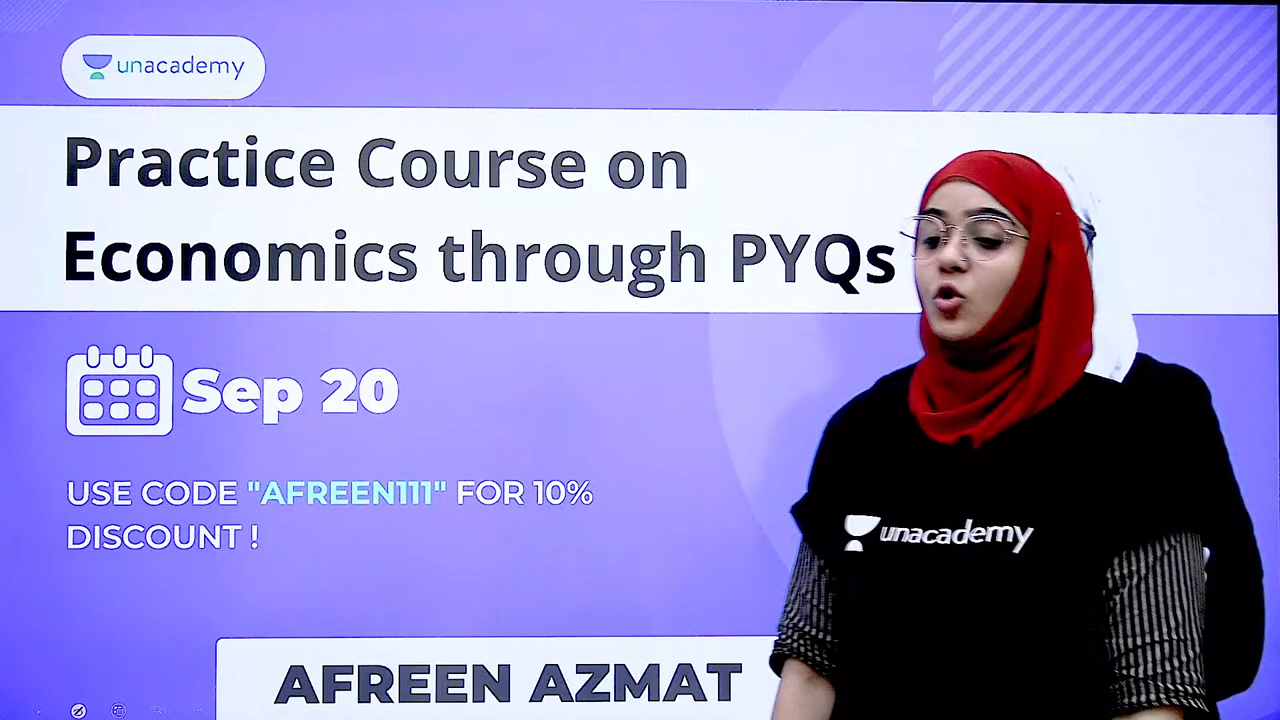 unacademy
Practice Course on
Economics through PYQs
Sep 20
USE CODE "AFREEN111" FOR 10%
DISCOUNT !
unacademy
AFREEN AZMAT